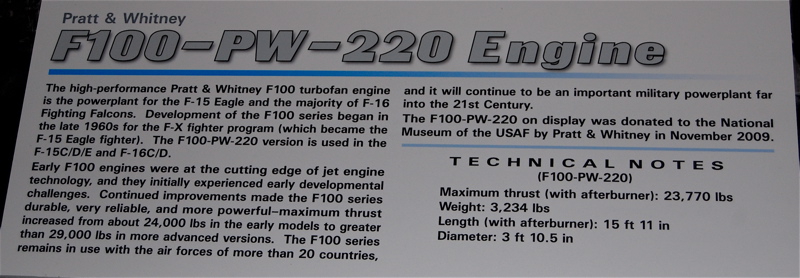 Pratt & Whitney
F100-PW-220 Engine
The high-performance Pratt & Whitney F100 turbofan engine
is the powerplant for the F-15 Eagle and the majority of F-16
Fighting Falcons. Development of the F100 series began in
the late 1960s for the F-X fighter program (which became the
F-15 Eagle fighter). The F100-PW-220 version is used in the
F-15C/D/E and F-16C/D.
Early F100 engines were at the cutting edge of jet engine
technology, and they initially experienced early developmental
challenges. Continued improvements made the F100 series
durable, very reliable, and more powerful–maximum thrust
increased from about 24,000 lbs in the early models to greater
than 29,000 lbs in more advanced versions. The F100 series
remains in use with the air forces of more than 20 countries,
and it will continue to be an important military powerplant far
into the 21st Century.
The F100-PW-220 on display was donated to the National
Museum of the USAF by Pratt & Whitney in November 2009.
TECHNICAL NOTES
(F100-PW-220)
Maximum thrust (with afterburner): 23,770 lbs
Weight: 3,234 lbs
Length (with afterburner): 15 ft 11 in
Diameter: 3 ft 10.5 in